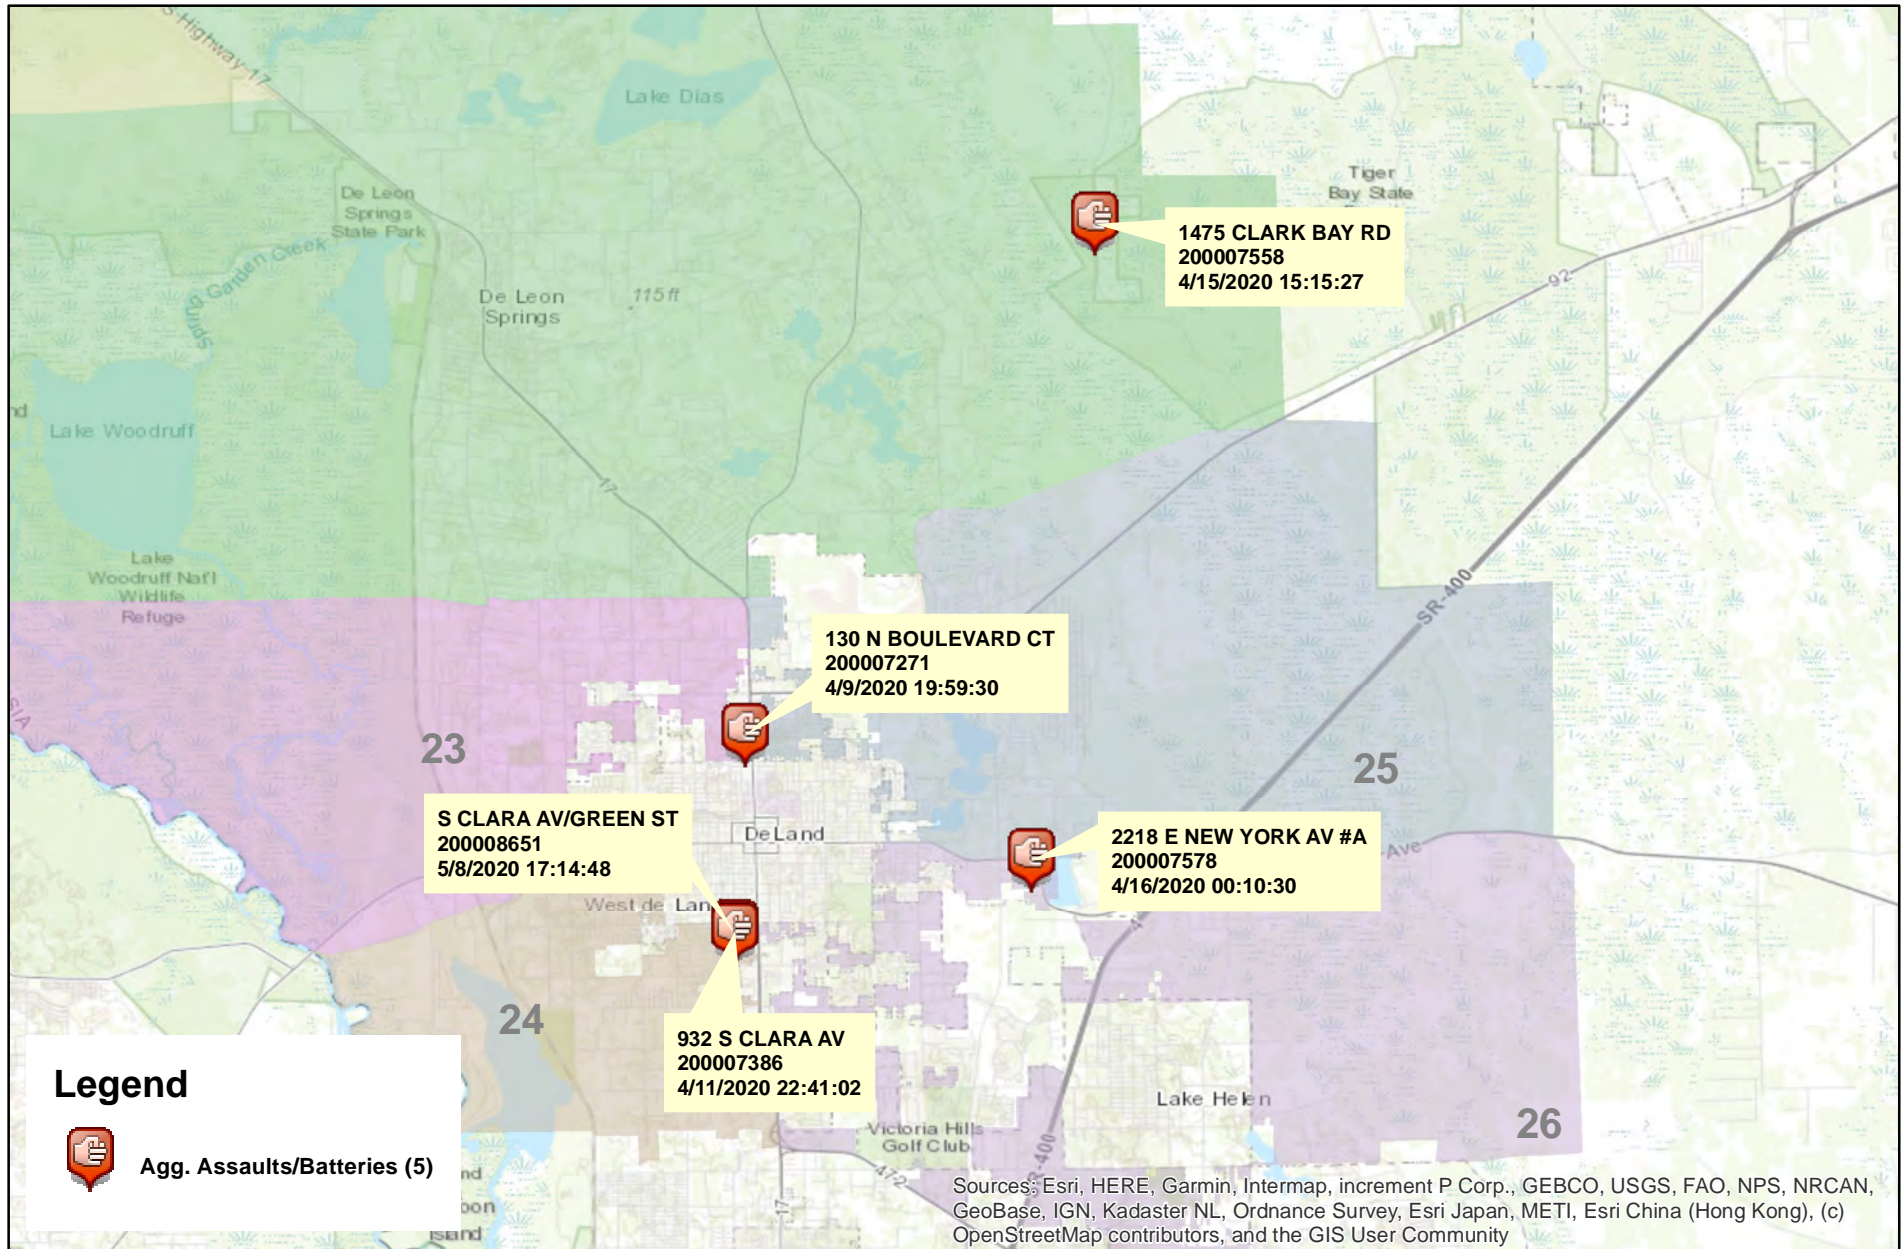 S Highway 17
Lake Dias
De Leon
Springs
State Park
Tiger
Bay State
1475 CLARK BAY RD
200007558
4/15/2020 15:15:27
Spring Garden Creek
De Leon
Springs
115 ft
92
Lake Woodruff
17
Lake
Woodruff Nat'l
Wildlife
Refuge
SR-400
130 N BOULEVARD CT
200007271
4/9/2020 19:59:30
23
25
S CLARA AV/GREEN ST
200008651
5/8/2020 17:14:48
DeLand
2218 E NEW YORK AV #A
200007578
4/16/2020 00:10:30
Ave
West de Lan
4
24
932 S CLARA AV
200007386
4/11/2020 22:41:02
Lake Helen
26
Victoria Hills
Golf Club
472
R-400
17
Legend
Agg. Assaults/Batteries (5)
nd
oon
Island
Sources: Esri, HERE, Garmin, Intermap, increment P Corp., GEBCO, USGS, FAO, NPS, NRCAN,
GeoBase, IGN, Kadaster NL, Ordnance Survey, Esri Japan, METI, Esri China (Hong Kong), (c)
OpenStreetMap contributors, and the GIS User Community